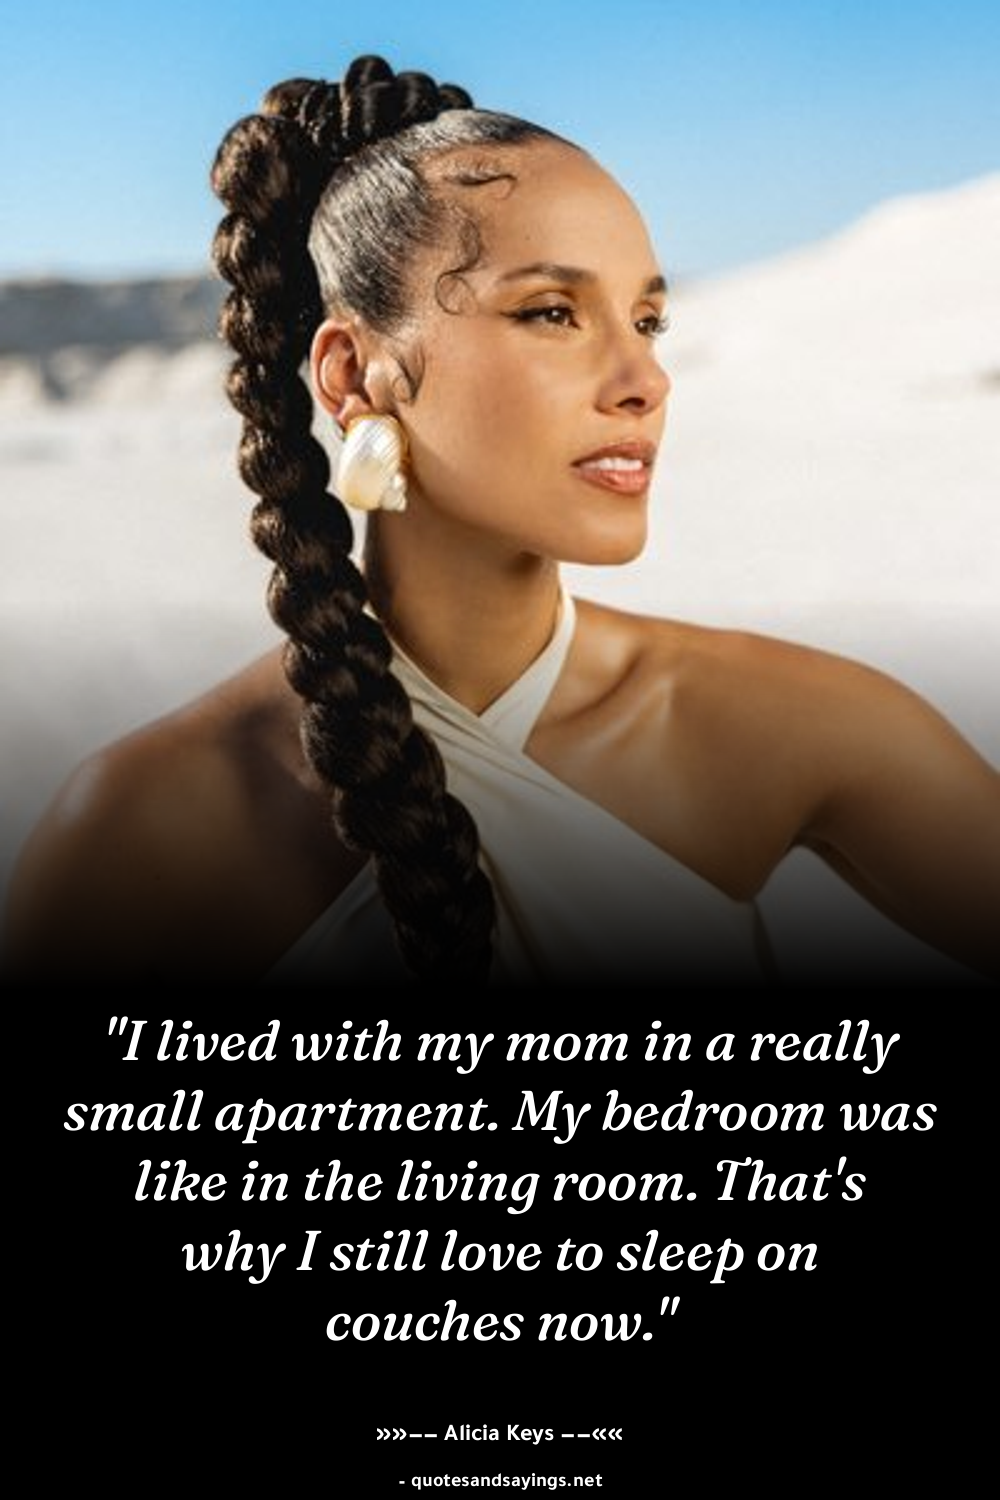 "I lived with my mom in a really
small apartment. My bedroom was
like in the living room. That's
why I still love to sleep on
couches now."
»»—— Alicia Keys ——««
- quotesandsayings.net